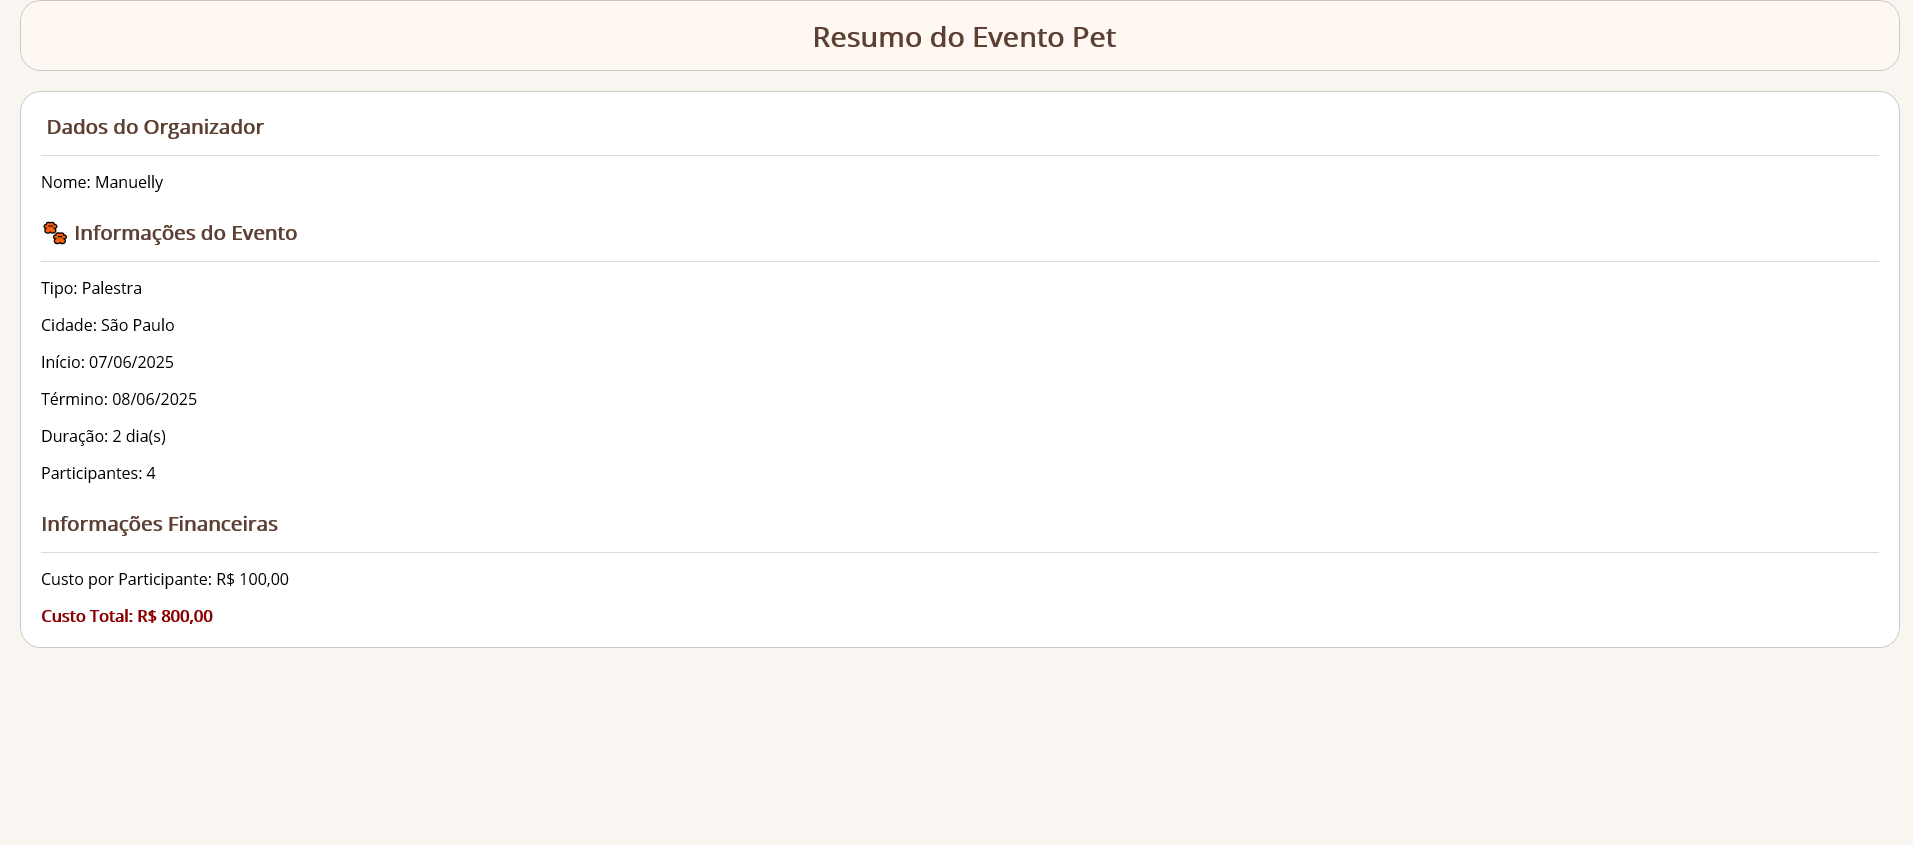 Resumo do Evento Pet
Dados do Organizador
Nome: Manuelly
Informações do Evento
Tipo: Palestra
Cidade: São Paulo
Início: 07/06/2025
Término: 08/06/2025
Duração: 2 dia(s)
Participantes: 4
Informações Financeiras
Custo por Participante: R$ 100,00
Custo Total: R$ 800,00